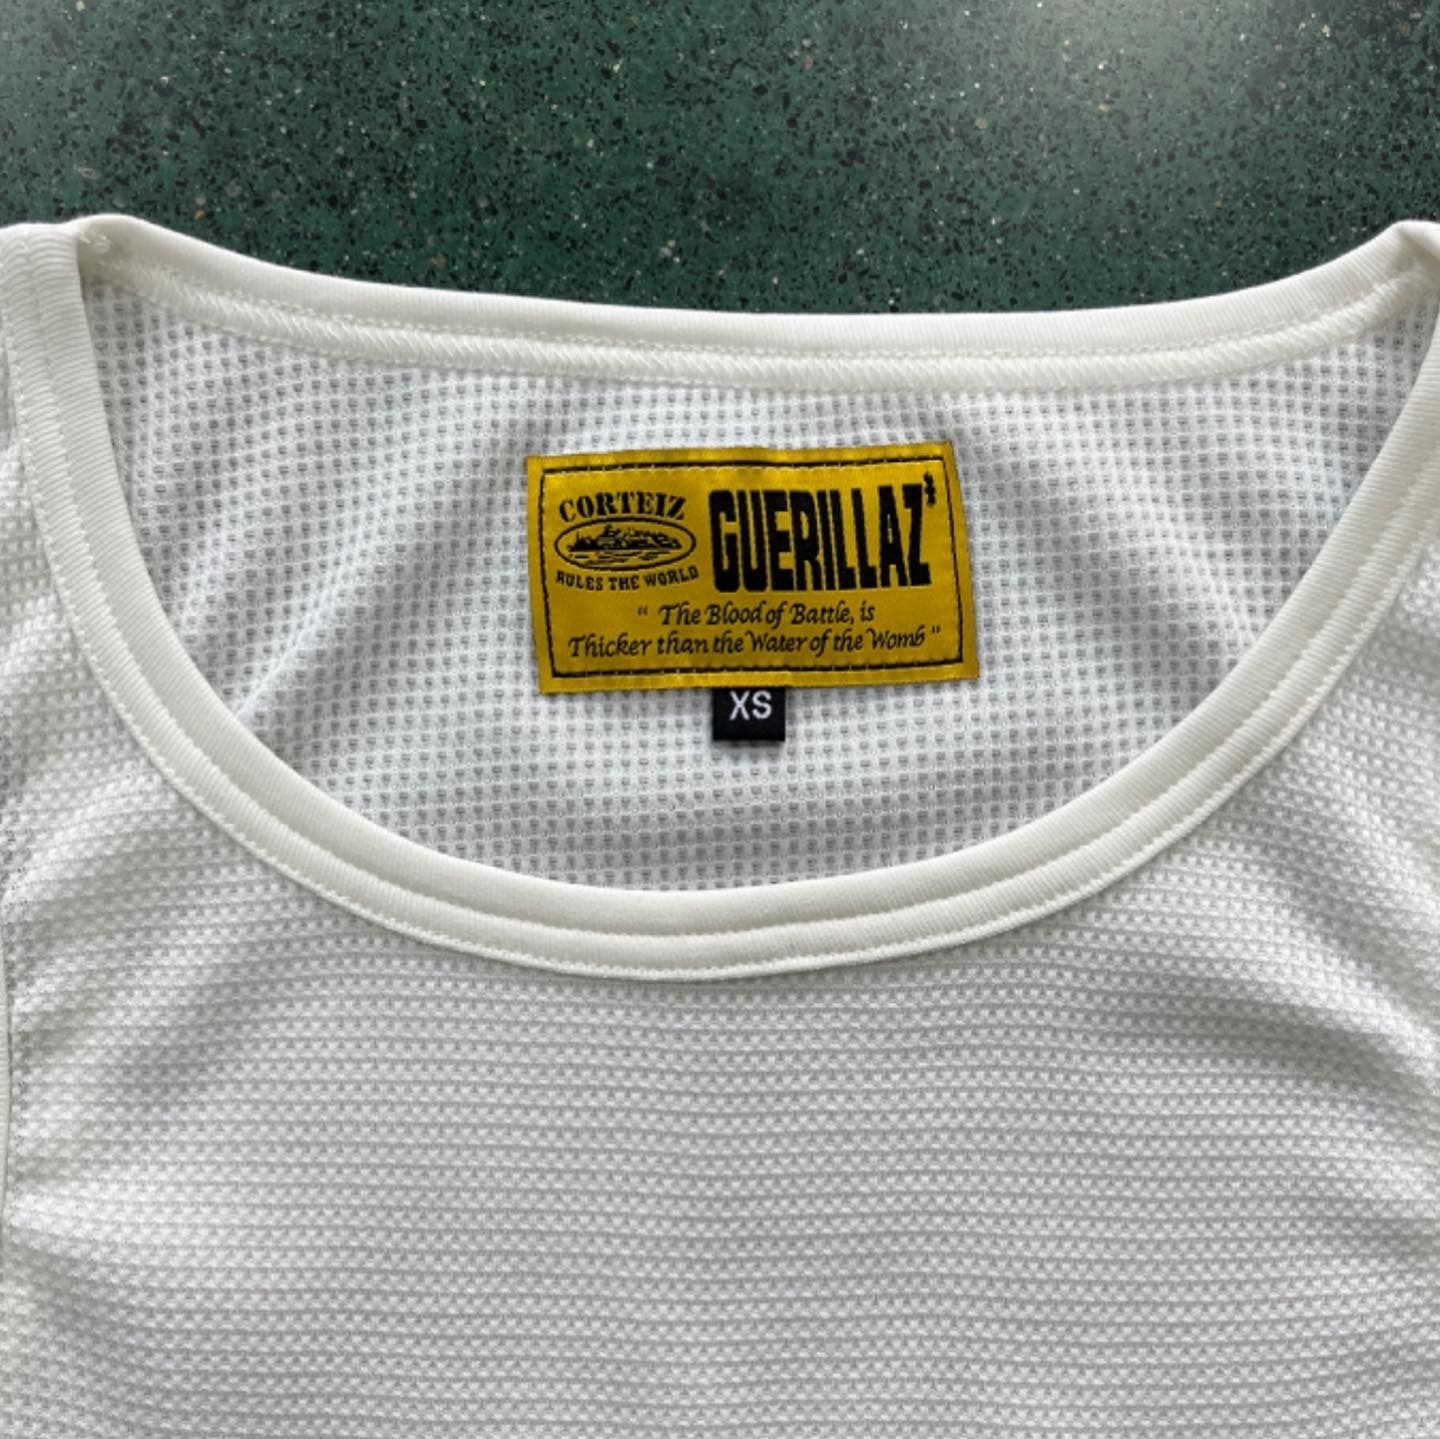 CORTEIZ
RULES THE WORLD
GUERILLAZ
“ The Blood of Battle, is
Thicker than the Water of the Womb ”
XS